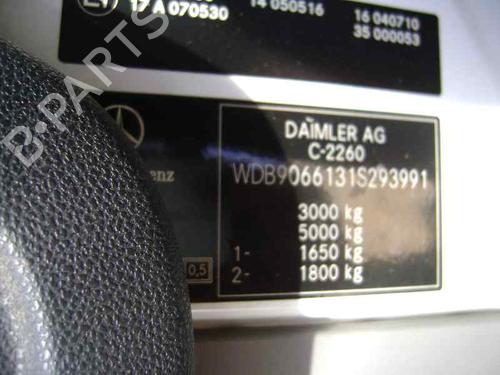 17 A 070530
14 050516
16 040710
35 000053
B-PARTS
DAIMLER AG
C-2260
WDB9066131S293991
3000 kg
5000 kg
1- 1650 kg
2- 1800 kg
0,5